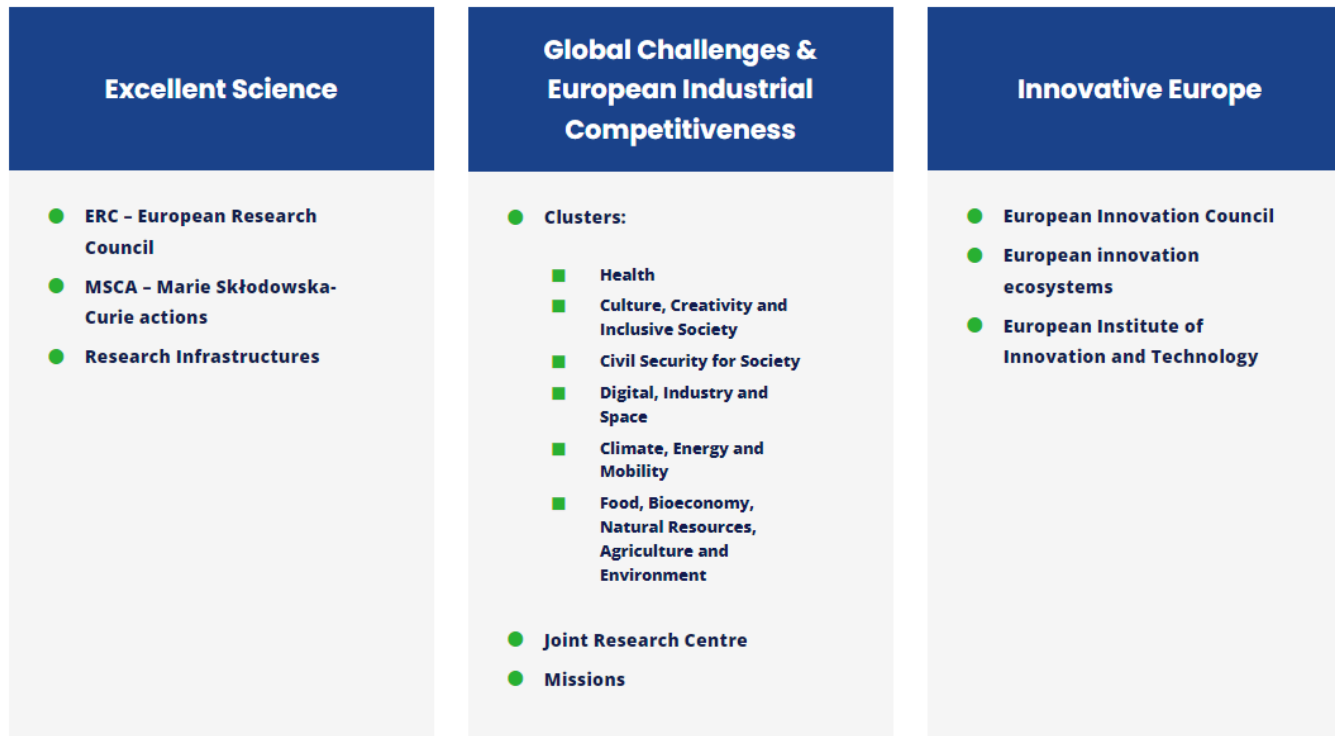 Excellent Science
ERC – European Research
Council
MSCA – Marie Skłodowska-
Curie actions
Research Infrastructures
Global Challenges &
European Industrial
Competitiveness
Clusters:
Health
Culture, Creativity and
Inclusive Society
Civil Security for Society
Digital, Industry and
Space
Climate, Energy and
Mobility
Food, Bioeconomy,
Natural Resources,
Agriculture and
Environment
Joint Research Centre
Missions
Innovative Europe
European Innovation Council
European innovation
ecosystems
European Institute of
Innovation and Technology